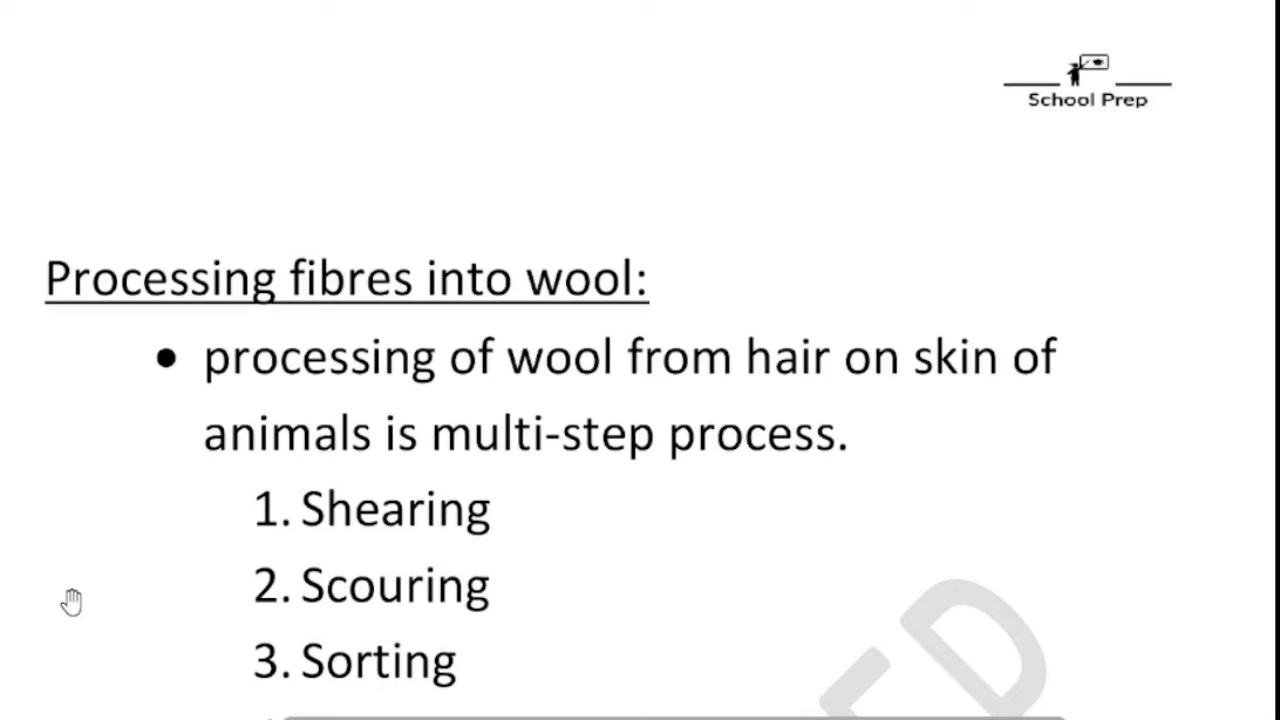 School Prep
Processing fibres into wool:
• processing of wool from hair on skin of
animals is multi-step process.
1. Shearing
2. Scouring
3. Sorting